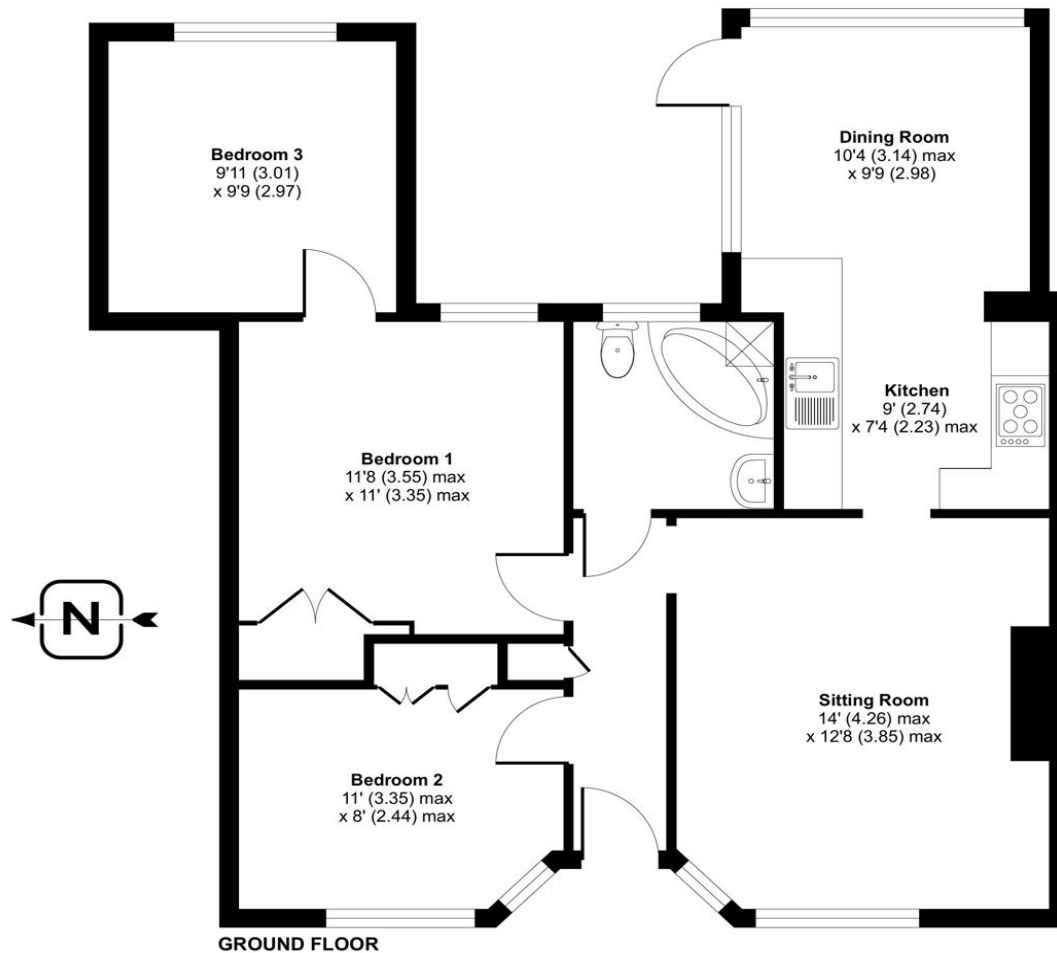 Bedroom 3
9'11 (3.01)
x 9'9 (2.97)
Dining Room
10'4 (3.14) max
x 9'9 (2.98)
Kitchen
9' (2.74)
x 7'4 (2.23) max
Bedroom 1
11'8 (3.55) max
x 11' (3.35) max
N
Sitting Room
14' (4.26) max
x 12'8 (3.85) max
Bedroom 2
11' (3.35) max
x 8' (2.44) max
GROUND FLOOR